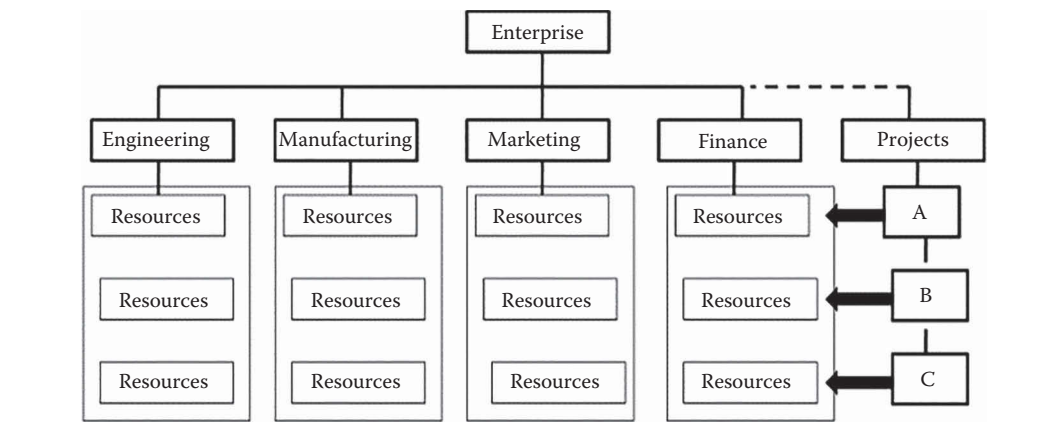 Enterprise
Engineering
Manufacturing
Marketing
Finance
Projects
Resources
Resources
Resources
Resources
A
Resources
Resources
Resources
Resources
B
Resources
Resources
Resources
Resources
C